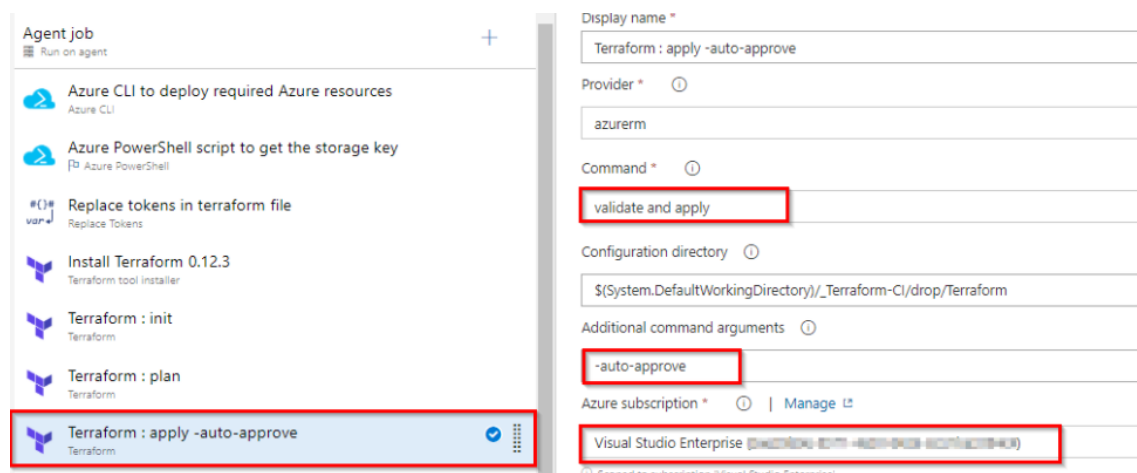 Agent job
Run on agent
Azure CLI to deploy required Azure resources
Azure CLI
Azure PowerShell script to get the storage key
Azure PowerShell
#{}#
var
Replace tokens in terraform file
Replace Tokens
Install Terraform 0.12.3
Terraform tool installer
Terraform : init
Terraform
Terraform : plan
Terraform
Terraform : apply -auto-approve
Terraform
Display name *
Terraform : apply -auto-approve
Provider *
azurerm
Command *
validate and apply
Configuration directory
$(System.DefaultWorkingDirectory)/_Terraform-CI/drop/Terraform
Additional command arguments
-auto-approve
Azure subscription * | Manage
Visual Studio Enterprise (